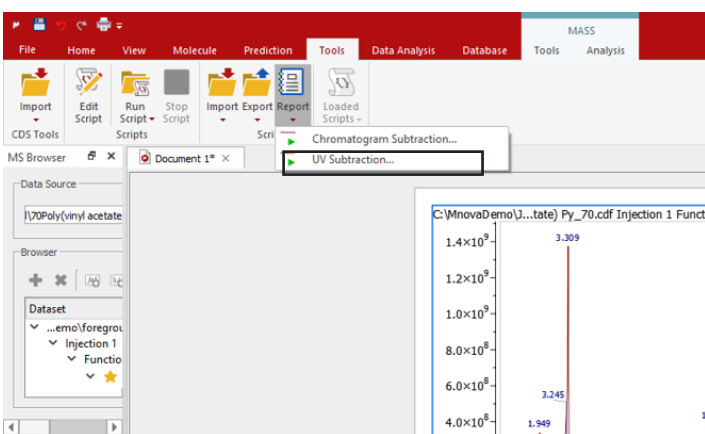 MASS
File Home View Molecule Prediction Tools Data Analysis Database Tools Analysis
Import Edit Script Run Script Stop Script Import Export Report Loaded Scripts
CDS Tools Scripts Scri
Chromatogram Subtraction...
UV Subtraction...
MS Browser Document 1*
Data Source
l\70Poly(vinyl acetate
C:\MnovaDemo\J...tate) Py_70.cdf Injection 1 Funct
3.309
1.4×10⁹
Browser
1.2×10⁹
Dataset
1.0×10⁹
...emo\foregrou
Injection 1
8.0×10⁸
Functio
6.0×10⁸
3.245
1.949
4.0×10⁸